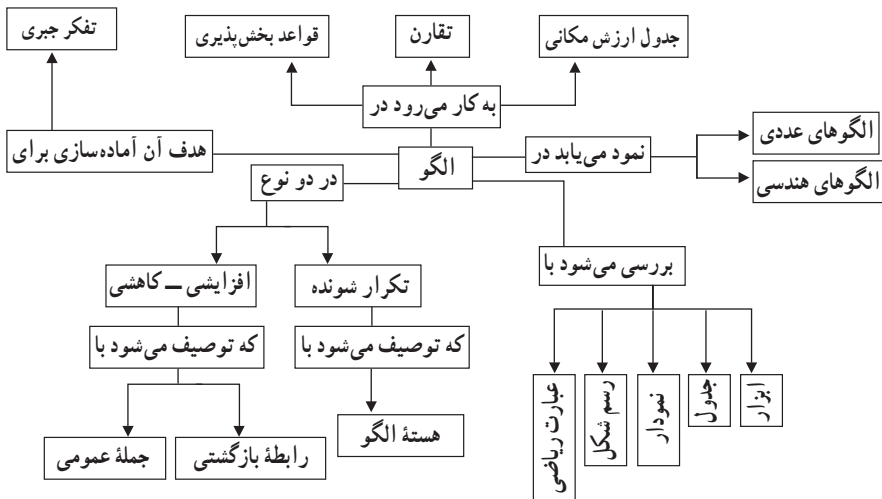 جدول ارزش مکانی
تقارن
قواعد بخش‌پذیری
تفکر جبری
به کار می‌رود در
هدف آن آماده‌سازی برای
الگو
نمود می‌یابد در
الگوهای عددی
الگوهای هندسی
در دو نوع
بررسی می‌شود با
تکرار شونده
افزایشی – کاهشی
که توصیف می‌شود با
که توصیف می‌شود با
ابزار
جدول
نمودار
رسم شکل
عبارت ریاضی
هستۀ الگو
رابطۀ بازگشتی
جملۀ عمومی